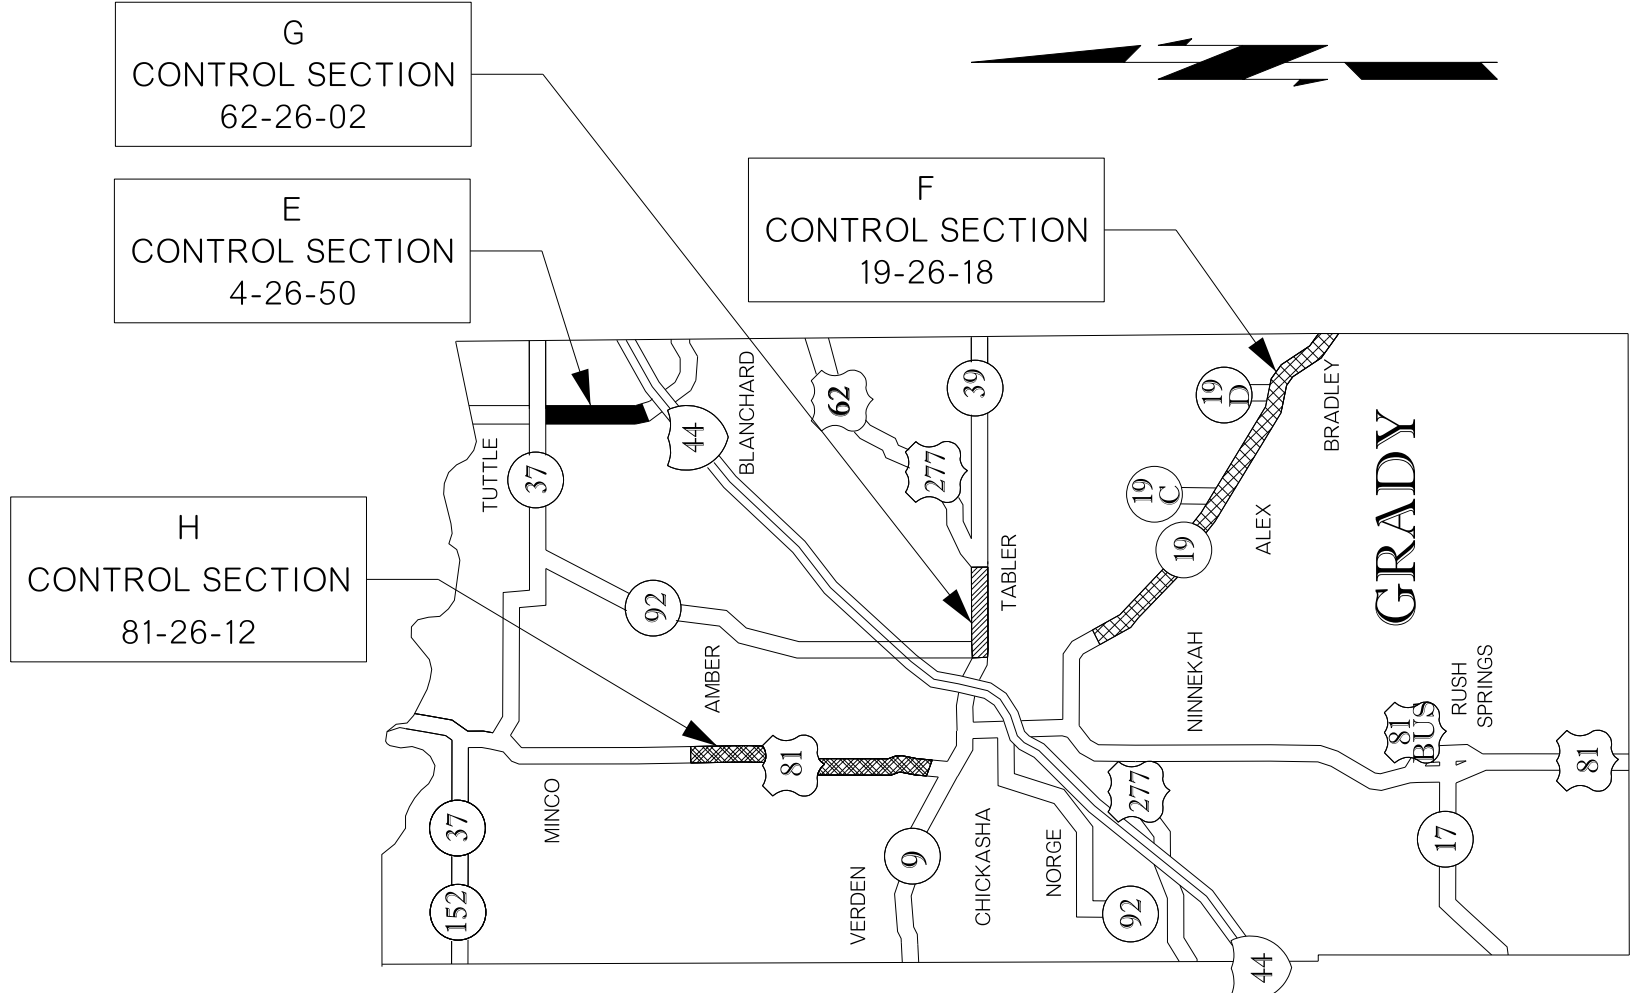 G
CONTROL SECTION
62-26-02
E
CONTROL SECTION
4-26-50
F
CONTROL SECTION
19-26-18
H
CONTROL SECTION
81-26-12
TUTTLE
37
44
BLANCHARD
62
277
39
TABLER
19
D
19
C
19
BRADLEY
ALEX
GRADY
92
AMBER
NINNEKAH
RUSH
SPRINGS
81
BUS
81
81
277
MINCO
37
152
VERDEN
9
CHICKASHA
NORGE
92
17
44